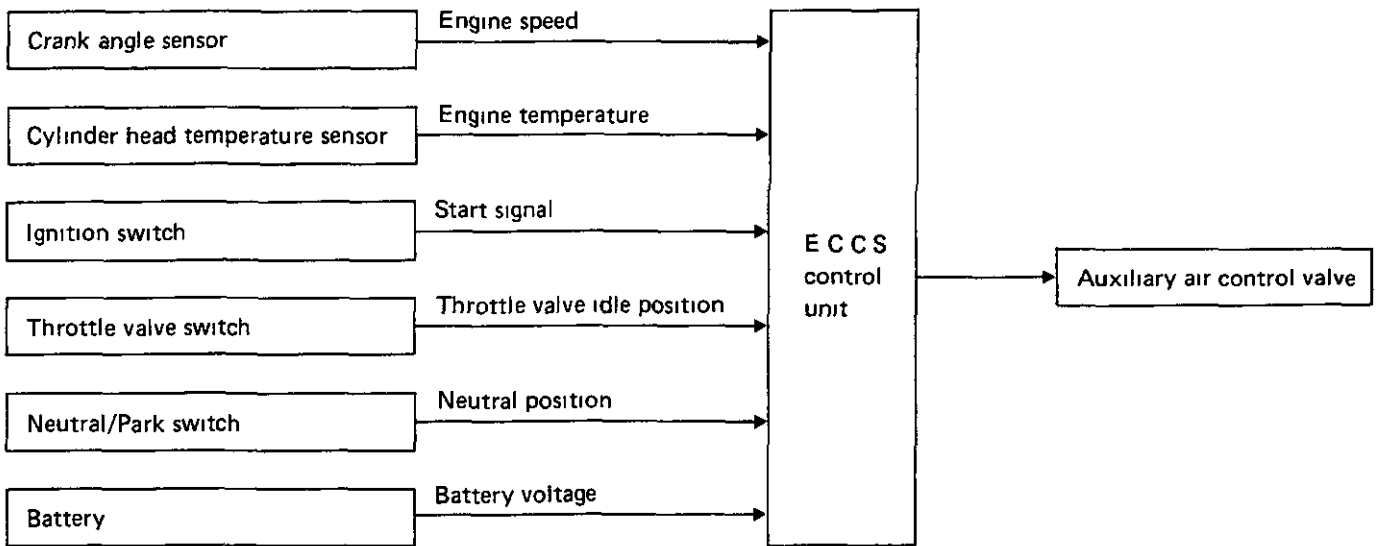 Crank angle sensor
Engine speed
Cylinder head temperature sensor
Engine temperature
Ignition switch
Start signal
Throttle valve switch
Throttle valve idle position
Neutral/Park switch
Neutral position
Battery
Battery voltage
E C C S
control
unit
Auxiliary air control valve